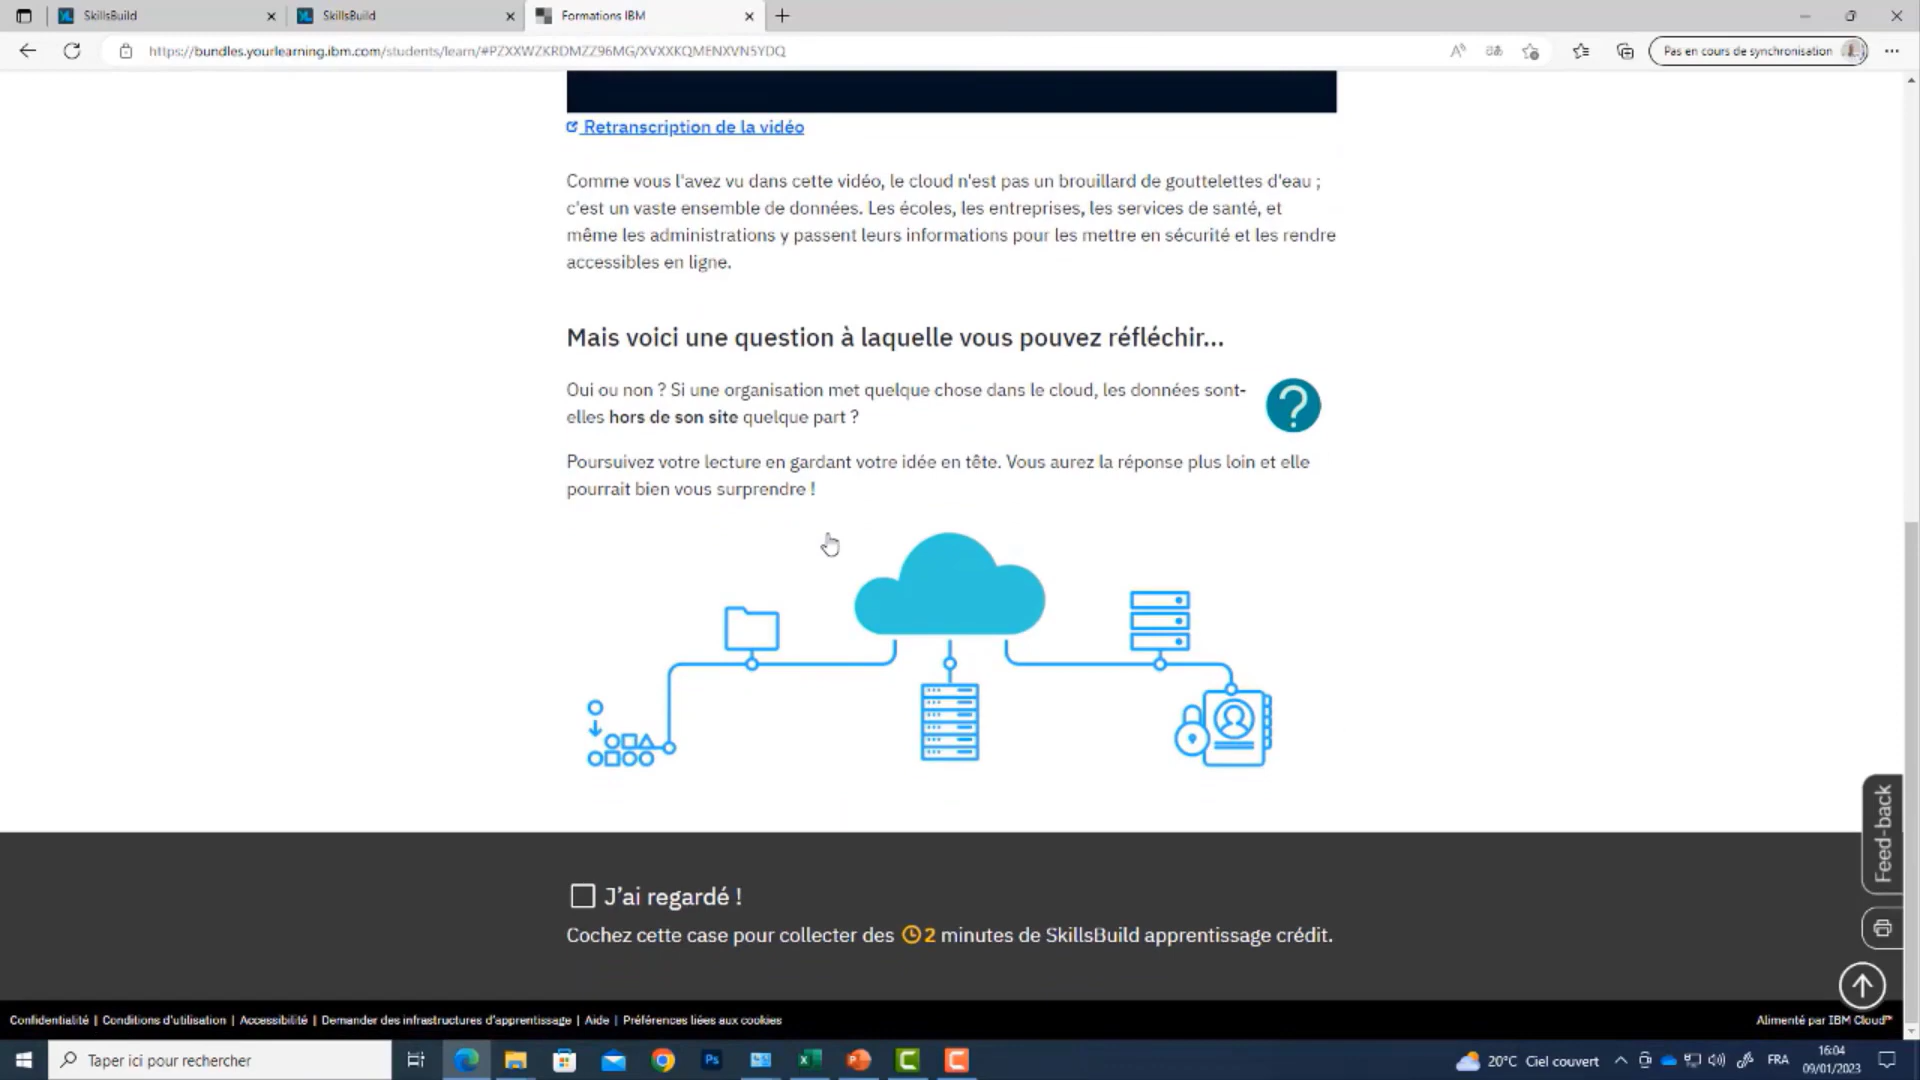 SkillsBuild
SkillsBuild
Formations IBM
https://bundles.yourlearning.ibm.com/students/learn/#PZXXWZKRDMZZ96MG/XVXXKQMENXVN5YDQ
Pas en cours de synchronisation
Retranscription de la vidéo
Comme vous l'avez vu dans cette vidéo, le cloud n'est pas un brouillard de gouttelettes d'eau ;
c'est un vaste ensemble de données. Les écoles, les entreprises, les services de santé, et
même les administrations y passent leurs informations pour les mettre en sécurité et les rendre
accessibles en ligne.
Mais voici une question à laquelle vous pouvez réfléchir...
Oui ou non ? Si une organisation met quelque chose dans le cloud, les données sont-
elles hors de son site quelque part ?
?
Poursuivez votre lecture en gardant votre idée en tête. Vous aurez la réponse plus loin et elle
pourrait bien vous surprendre !
Feed-back
J'ai regardé !
Cochez cette case pour collecter des 2 minutes de SkillsBuild apprentissage crédit.
Confidentialité | Conditions d'utilisation | Accessibilité | Demander des infrastructures d'apprentissage | Aide | Préférences liées aux cookies
Alimenté par IBM Cloud
Taper ici pour rechercher
Ps
20°C Ciel couvert
FRA
16:04
09/01/2023